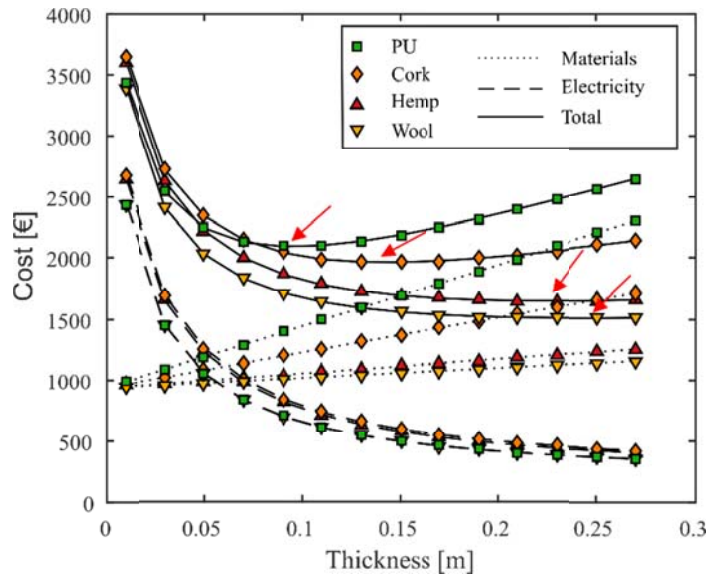 4000
3500
3000
2500
2000
1500
1000
500
0
Cost [€]
PU
Cork
Hemp
Wool
Materials
Electricity
Total
0 0.05 0.1 0.15 0.2 0.25 0.3
Thickness [m]